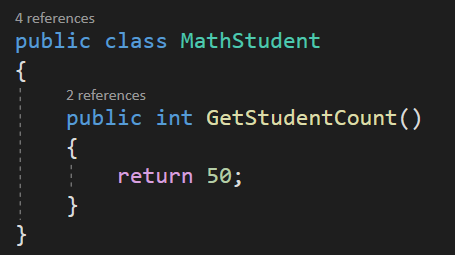 4 references
public class MathStudent
{
2 references
public int GetStudentCount()
{
return 50;
}
}